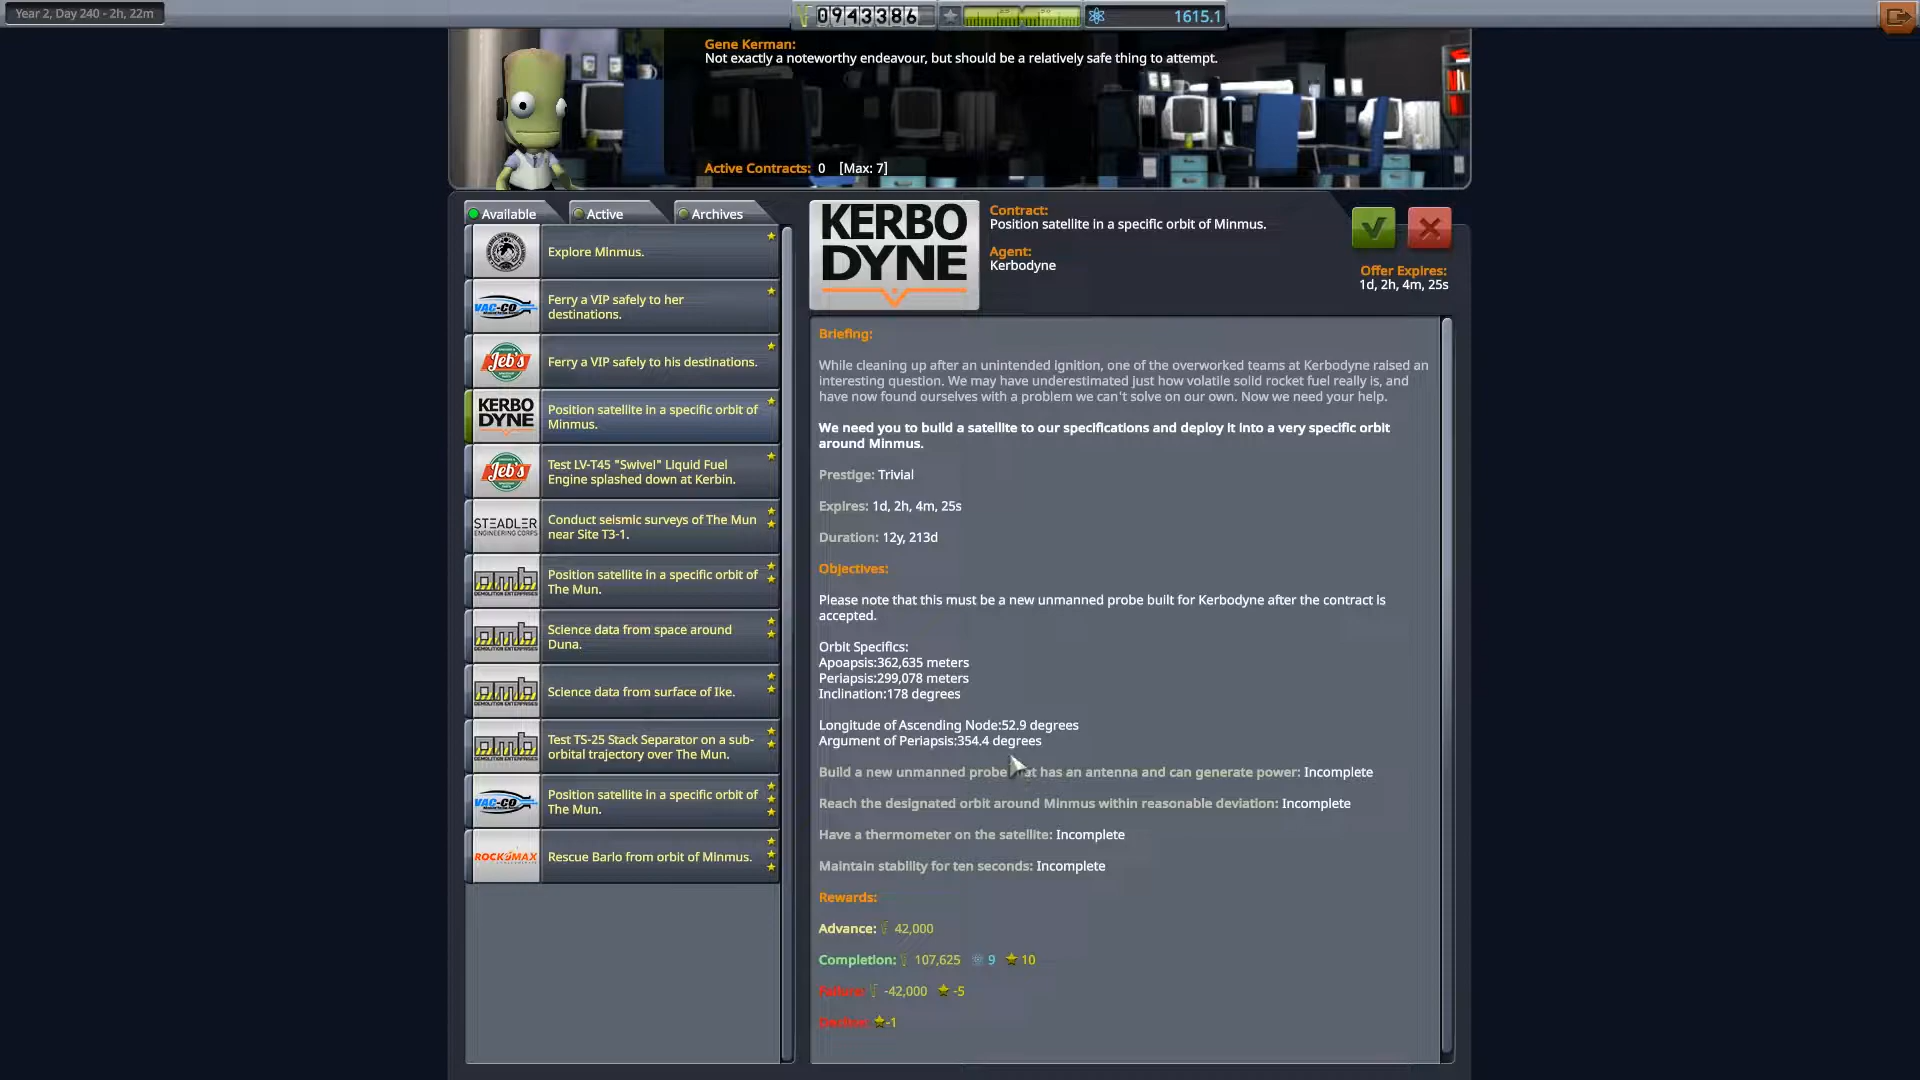 Year 2, Day 240 - 2h, 22m
0943386
1615.1
Gene Kerman:
Not exactly a noteworthy endeavour, but should be a relatively safe thing to attempt.
Active Contracts: 0 [Max: 7]
Available
Active
Archives
Explore Minmus.
VAC-CO
Ferry a VIP safely to her
destinations.
Jeb's
Ferry a VIP safely to his destinations.
KERBO
DYNE
Position satellite in a specific orbit of
Minmus.
Jeb's
Test LV-T45 "Swivel" Liquid Fuel
Engine splashed down at Kerbin.
STEADLER
ENGINEERING CORPS
Conduct seismic surveys of The Mun
near Site T3-1.
DEMOLITION ENTERPRISES
Position satellite in a specific orbit of
The Mun.
DEMOLITION ENTERPRISES
Science data from space around
Duna.
DEMOLITION ENTERPRISES
Science data from surface of Ike.
DEMOLITION ENTERPRISES
Test TS-25 Stack Separator on a sub-
orbital trajectory over The Mun.
VAC-CO
Position satellite in a specific orbit of
The Mun.
ROCKOMAX
Rescue Barlo from orbit of Minmus.
KERBO
DYNE
Contract:
Position satellite in a specific orbit of Minmus.
Agent:
Kerbodyne
Offer Expires:
1d, 2h, 4m, 25s
Briefing:
While cleaning up after an unintended ignition, one of the overworked teams at Kerbodyne raised an
interesting question. We may have underestimated just how volatile solid rocket fuel really is, and
have now found ourselves with a problem we can't solve on our own. Now we need your help.
We need you to build a satellite to our specifications and deploy it into a very specific orbit
around Minmus.
Prestige: Trivial
Expires: 1d, 2h, 4m, 25s
Duration: 12y, 213d
Objectives:
Please note that this must be a new unmanned probe built for Kerbodyne after the contract is
accepted.
Orbit Specifics:
Apoapsis:362,635 meters
Periapsis:299,078 meters
Inclination:178 degrees
Longitude of Ascending Node:52.9 degrees
Argument of Periapsis:354.4 degrees
Build a new unmanned probe that has an antenna and can generate power: Incomplete
Reach the designated orbit around Minmus within reasonable deviation: Incomplete
Have a thermometer on the satellite: Incomplete
Maintain stability for ten seconds: Incomplete
Rewards:
Advance: 42,000
Completion: 107,625 9 10
Failure: -42,000 -5
Decline: -1